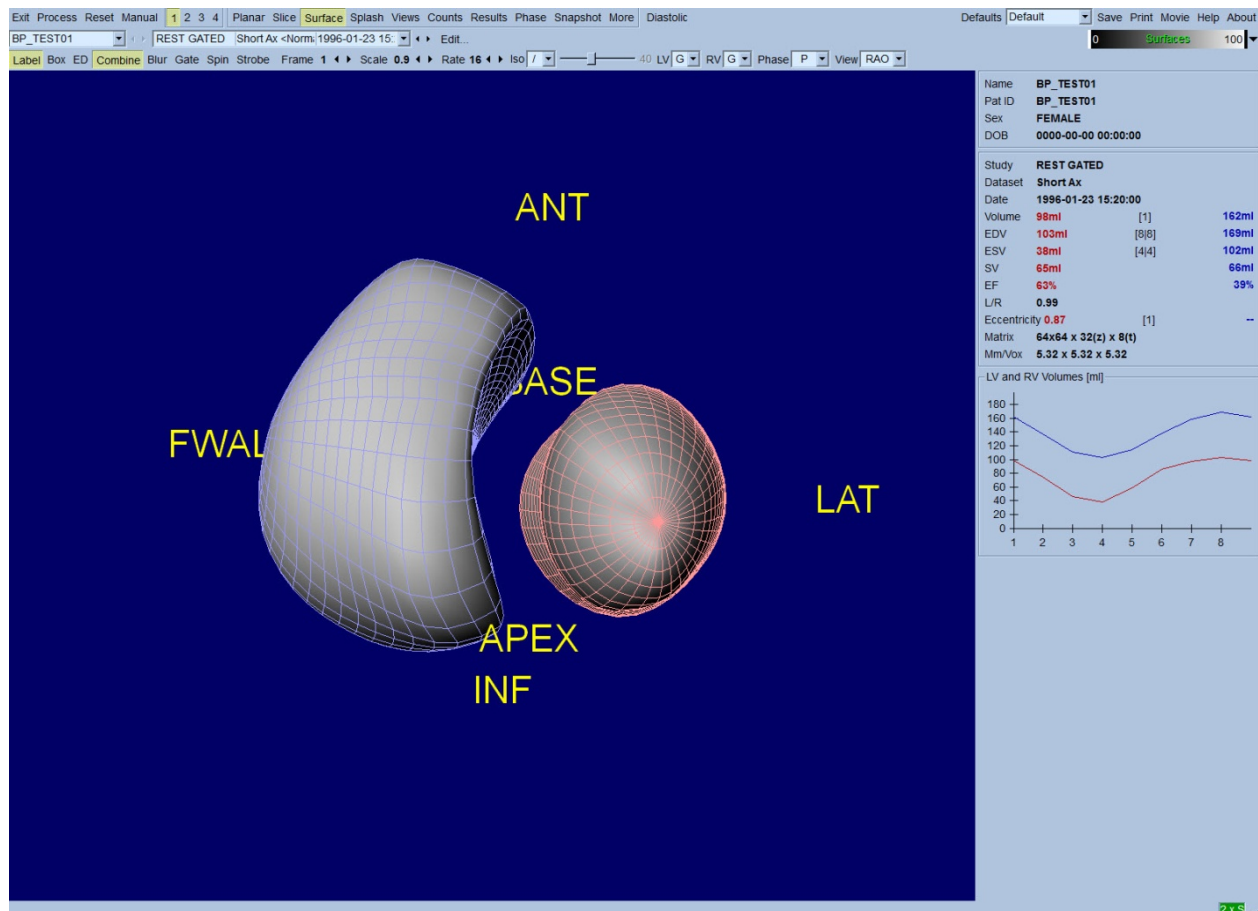 Exit Process Reset Manual 1 2 3 4 Planar Slice Surface Splash Views Counts Results Phase Snapshot More Diastolic Defaults Default Save Print Movie Help About
BP_TEST01 REST GATED Short Ax <Norm 1996-01-23 15: Edit... 0 Surfaces 100
Label Box ED Combine Blur Gate Spin Strobe Frame 1 Scale 0.9 Rate 16 Iso / 40 LV G RV G Phase P View RAO
Name BP_TEST01
Pat ID BP_TEST01
Sex FEMALE
DOB 0000-00-00 00:00:00
Study REST GATED
Dataset Short Ax
Date 1996-01-23 15:20:00
Volume 98ml [1] 162ml
EDV 103ml [8|8] 169ml
ESV 38ml [4|4] 102ml
SV 65ml 66ml
EF 63% 39%
L/R 0.99
Eccentricity 0.87 [1] --
Matrix 64x64 x 32(z) x 8(t)
Mm/Vox 5.32 x 5.32 x 5.32
LV and RV Volumes [ml]
180
160
140
120
100
80
60
40
20
0
1 2 3 4 5 6 7 8
ANT
BASE
FWAL
LAT
APEX
INF
2 x S